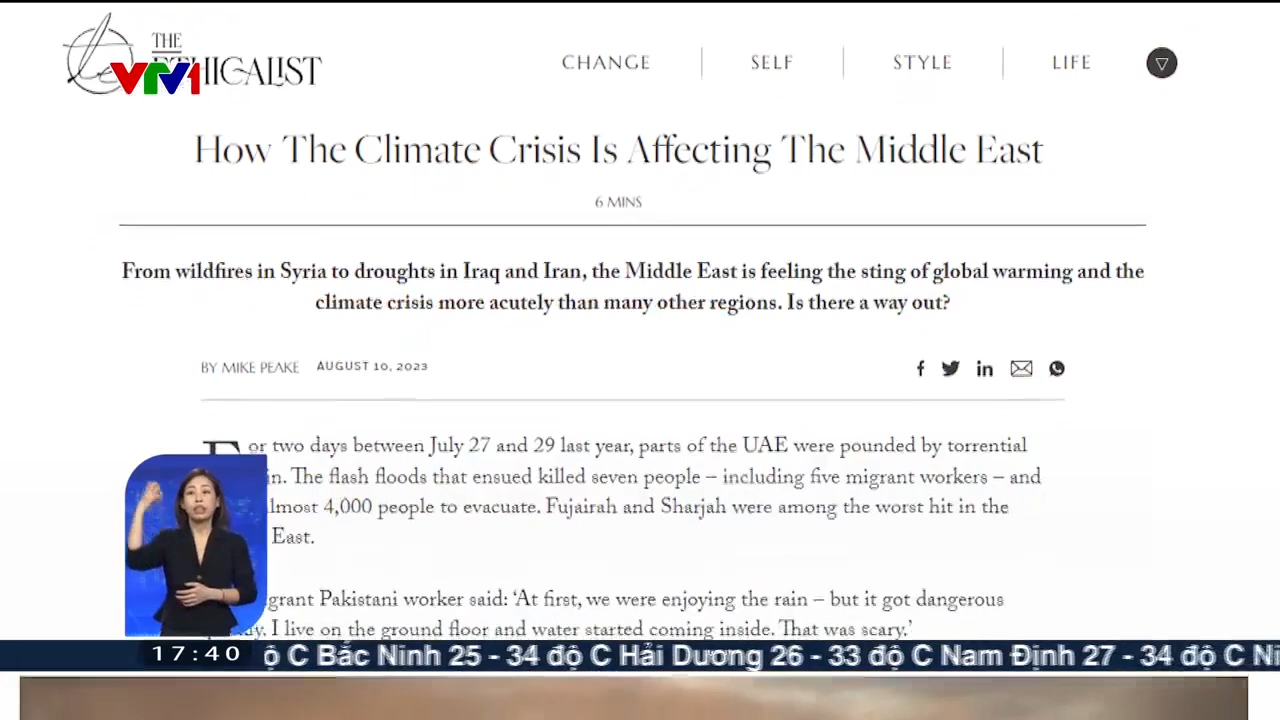 THE
ETHICALIST
VTV1
CHANGE
SELF
STYLE
LIFE
How The Climate Crisis Is Affecting The Middle East
6 MINS
From wildfires in Syria to droughts in Iraq and Iran, the Middle East is feeling the sting of global warming and the
climate crisis more acutely than many other regions. Is there a way out?
BY MIKE PEAKE
AUGUST 10, 2023
or two days between July 27 and 29 last year, parts of the UAE were pounded by torrential
The flash floods that ensued killed seven people – including five migrant workers – and
4,000 people to evacuate. Fujairah and Sharjah were among the worst hit in the
East.
Pakistani worker said: ‘At first, we were enjoying the rain – but it got dangerous
I live on the ground floor and water started coming inside. That was scary.’
17:40
độ C Bắc Ninh 25 - 34 độ C Hải Dương 26 - 33 độ C Nam Định 27 - 34 độ C